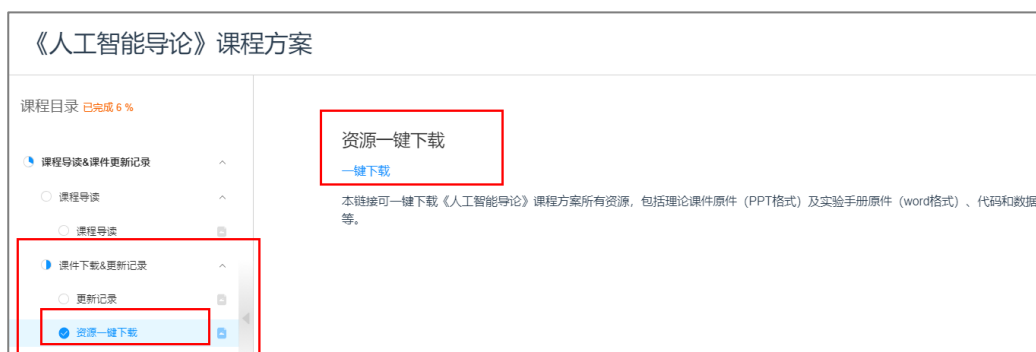 《人工智能导论》课程方案
课程目录 已完成 6 %
课程导读&课件更新记录
课程导读
课程导读
课件下载&更新记录
更新记录
资源一键下载
资源一键下载
一键下载
本链接可一键下载《人工智能导论》课程方案所有资源，包括理论课件原件（PPT格式）及实验手册原件（word格式）、代码和数据
等。